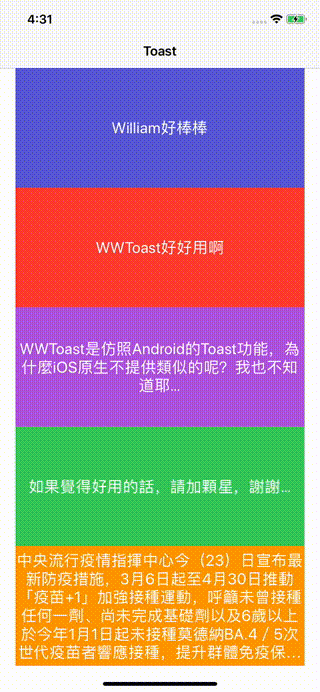 4:31
Toast
William好棒棒
WWToast好好用啊
WWToast是仿照Android的Toast功能，為
什麼iOS原生不提供類似的呢？我也不知
道耶...
如果覺得好用的話，請加顆星，謝謝...
中央流行疫情指揮中心今（23）日宣布最
新防疫措施，3月6日起至4月30日推動
「疫苗+1」加強接種運動，呼籲未曾接種
任何一劑、尚未完成基礎劑以及6歲以上
於今年1月1日起未接種莫德納BA.4／5次
世代疫苗者響應接種，提升群體免疫保...